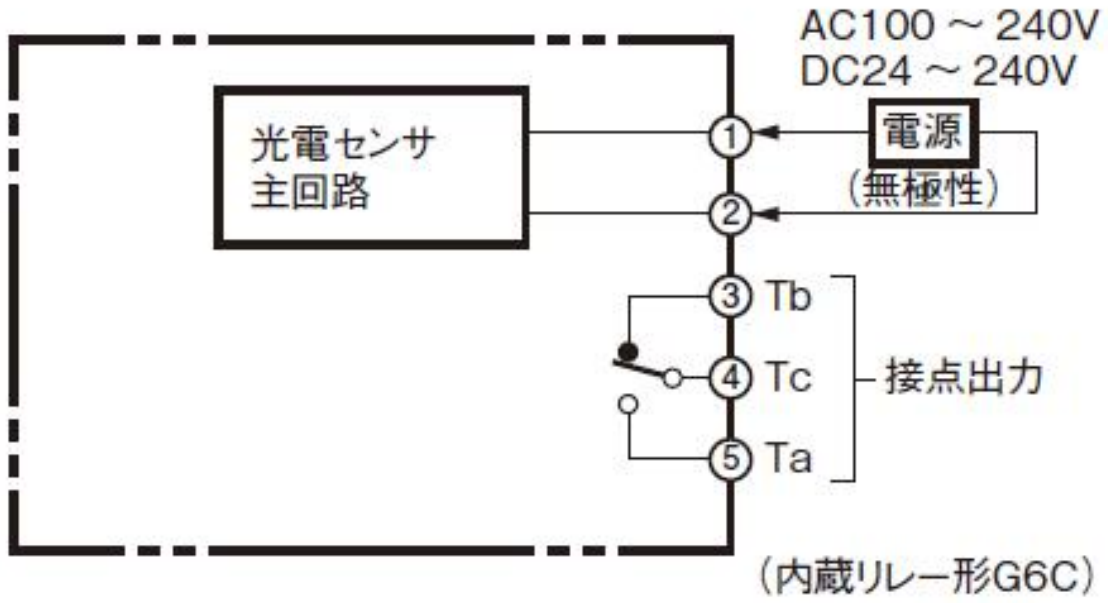 AC100 ～ 240V
DC24 ～ 240V
光電センサ
主回路
① 電源
(無極性)
②
③ Tb
④ Tc 接点出力
⑤ Ta
(内蔵リレー形G6C)